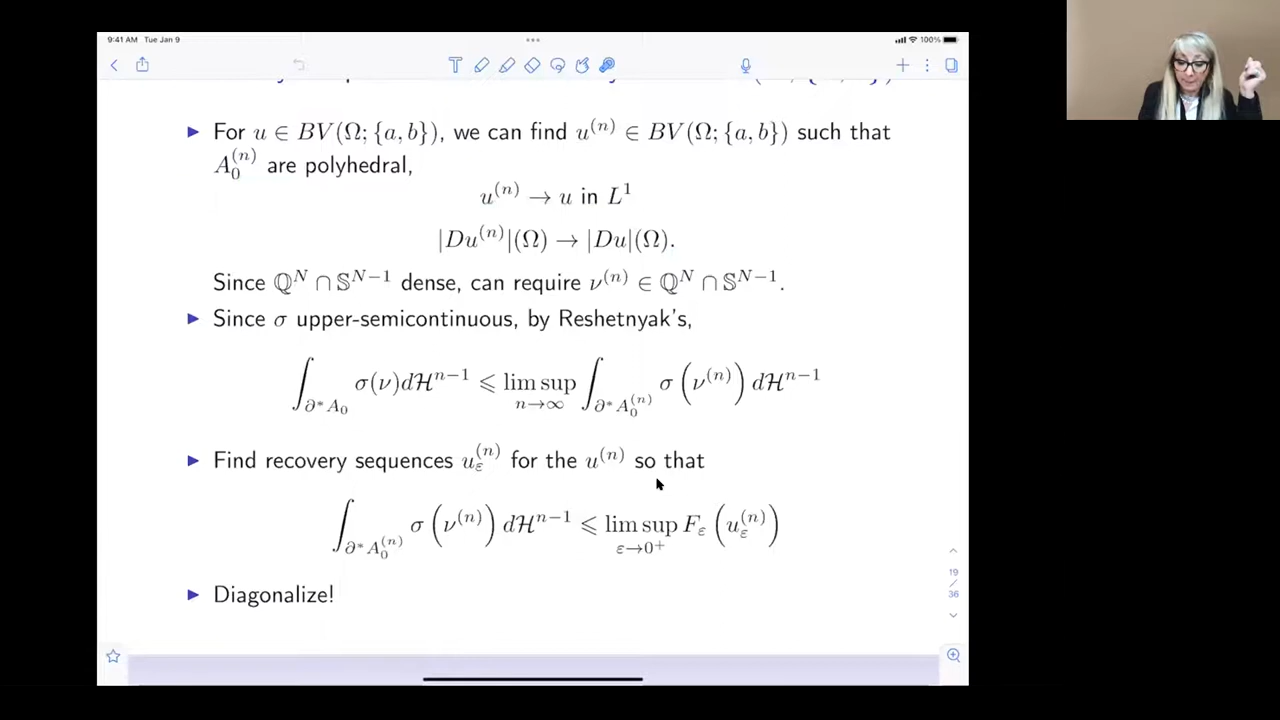 9:41 AM Tue Jan 9
100%
▶ For u ∈ BV(Ω; {a, b}), we can find u^(n) ∈ BV(Ω; {a, b}) such that
A_0^(n) are polyhedral,
u^(n) → u in L^1
|Du^(n)|(Ω) → |Du|(Ω).
Since ℚ^N ∩ 𝕊^{N−1} dense, can require ν^(n) ∈ ℚ^N ∩ 𝕊^{N−1}.
▶ Since σ upper-semicontinuous, by Reshetnyak's,
∫_{∂*A_0} σ(ν)dℋ^{n−1} ⩽ lim sup_{n→∞} ∫_{∂*A_0^(n)} σ(ν^(n)) dℋ^{n−1}
▶ Find recovery sequences u_ε^(n) for the u^(n) so that
∫_{∂*A_0^(n)} σ(ν^(n)) dℋ^{n−1} ⩽ lim sup_{ε→0^+} F_ε(u_ε^(n))
▶ Diagonalize!
19
/
36